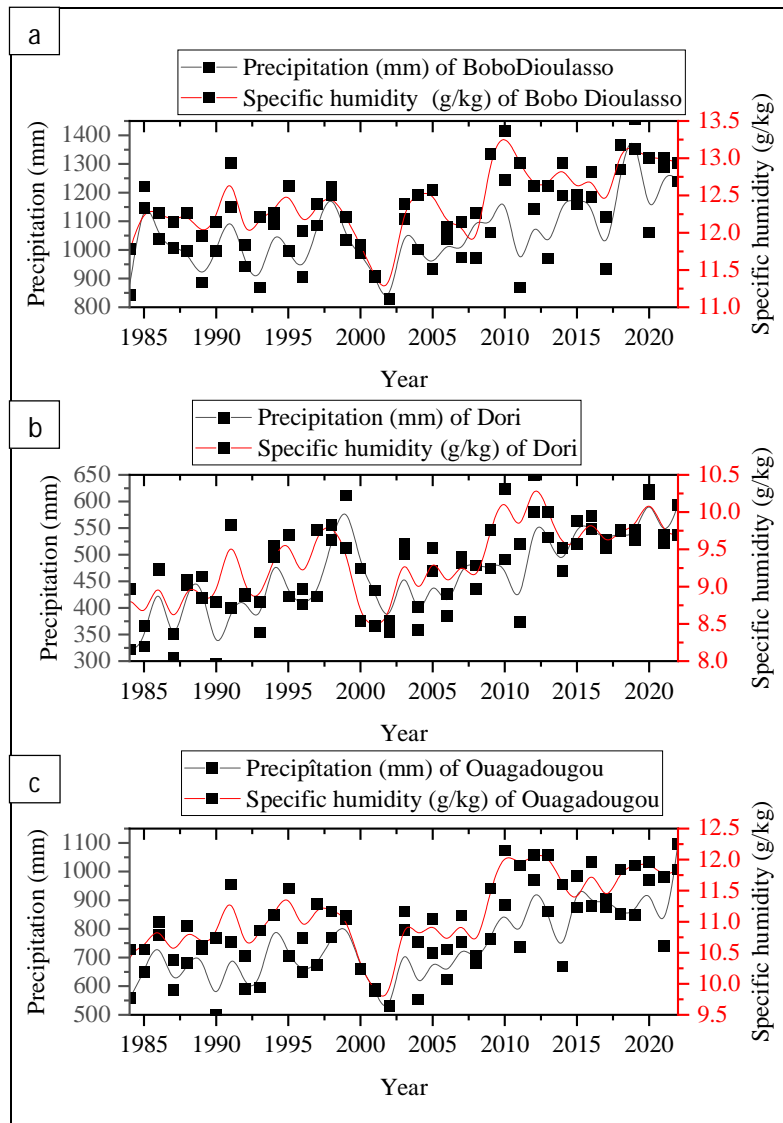 a
Precipitation (mm) of BoboDioulasso
Specific humidity (g/kg) of Bobo Dioulasso
Precipitation (mm)
1400
1300
1200
1100
1000
900
800
13.5
13.0
12.5
12.0
11.5
11.0
Specific humidity (g/kg)
1985 1990 1995 2000 2005 2010 2015 2020
Year
b
Precipitation (mm) of Dori
Specific humidity (g/kg) of Dori
Precipitation (mm)
650
600
550
500
450
400
350
300
10.5
10.0
9.5
9.0
8.5
8.0
Specific humidity (g/kg)
1985 1990 1995 2000 2005 2010 2015 2020
Year
c
Precipîtation (mm) of Ouagadougou
Specific humidity (g/kg) of Ouagadougou
Precipitation (mm)
1100
1000
900
800
700
600
500
12.5
12.0
11.5
11.0
10.5
10.0
9.5
Specific humidity (g/kg)
1985 1990 1995 2000 2005 2010 2015 2020
Year